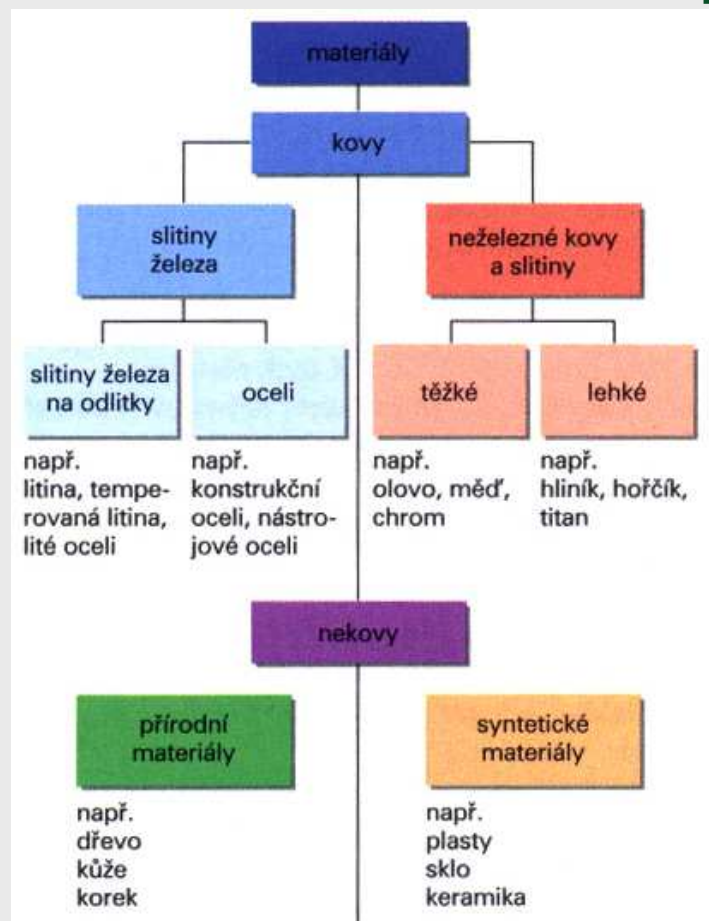 materiály
kovy
slitiny
železa
neželezné kovy
a slitiny
slitiny železa
na odlitky
oceli
těžké
lehké
např.
litina, tempe-
rovaná litina,
lité oceli
např.
konstrukční
oceli, nástro-
jové oceli
např.
olovo, měď,
chrom
např.
hliník, hořčík,
titan
nekovy
přírodní
materiály
syntetické
materiály
např.
dřevo
kůže
korek
např.
plasty
sklo
keramika